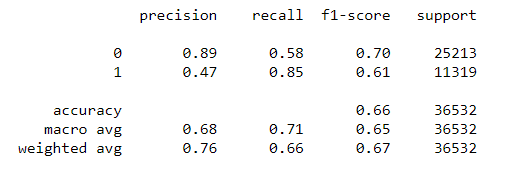 precision recall f1-score support
0 0.89 0.58 0.70 25213
1 0.47 0.85 0.61 11319
accuracy 0.66 36532
macro avg 0.68 0.71 0.65 36532
weighted avg 0.76 0.66 0.67 36532